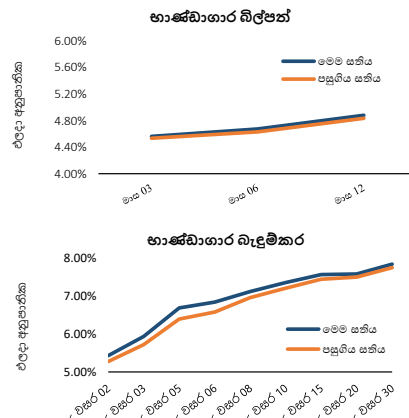 භාණ්ඩාගාර බිල්පත්
ඵලදා අනුපාතික
6.00%
5.60%
5.20%
4.80%
4.40%
4.00%
මෙම සතිය
පසුගිය සතිය
මාස 03
මාස 06
මාස 12
භාණ්ඩාගාර බැඳුම්කර
ඵලදා අනුපාතික
8.00%
7.00%
6.00%
5.00%
මෙම සතිය
පසුගිය සතිය
වසර 02
වසර 03
වසර 05
වසර 06
වසර 08
වසර 10
වසර 15
වසර 20
වසර 30